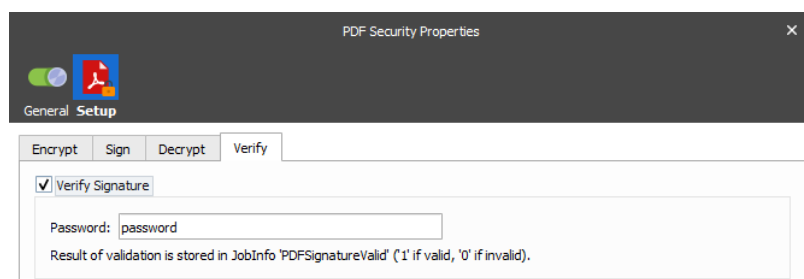 PDF Security Properties
General Setup
Encrypt Sign Decrypt Verify
Verify Signature
Password: password
Result of validation is stored in JobInfo 'PDFSignatureValid' ('1' if valid, '0' if invalid).